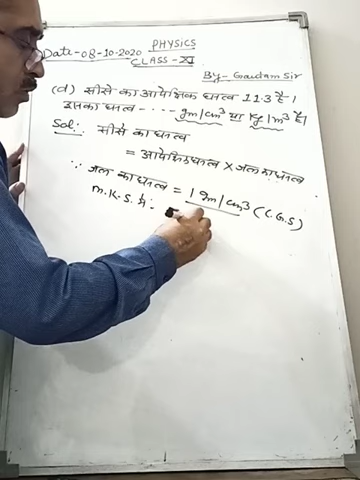 PHYSICS
Date-08-10-2020
CLASS-XI
By-Gautam Sir
(d) सीसे का आपेक्षिक घनत्व 11.3 है।
इसका घनत्व ---- gm/cm³ या Kg/m³ है।
Sol:- सीसे का घनत्व
= आपेक्षिक घनत्व × जल का घनत्व
∵ जल का घनत्व = 1 gm/cm³ (C.G.S)
M.K.S. में :-